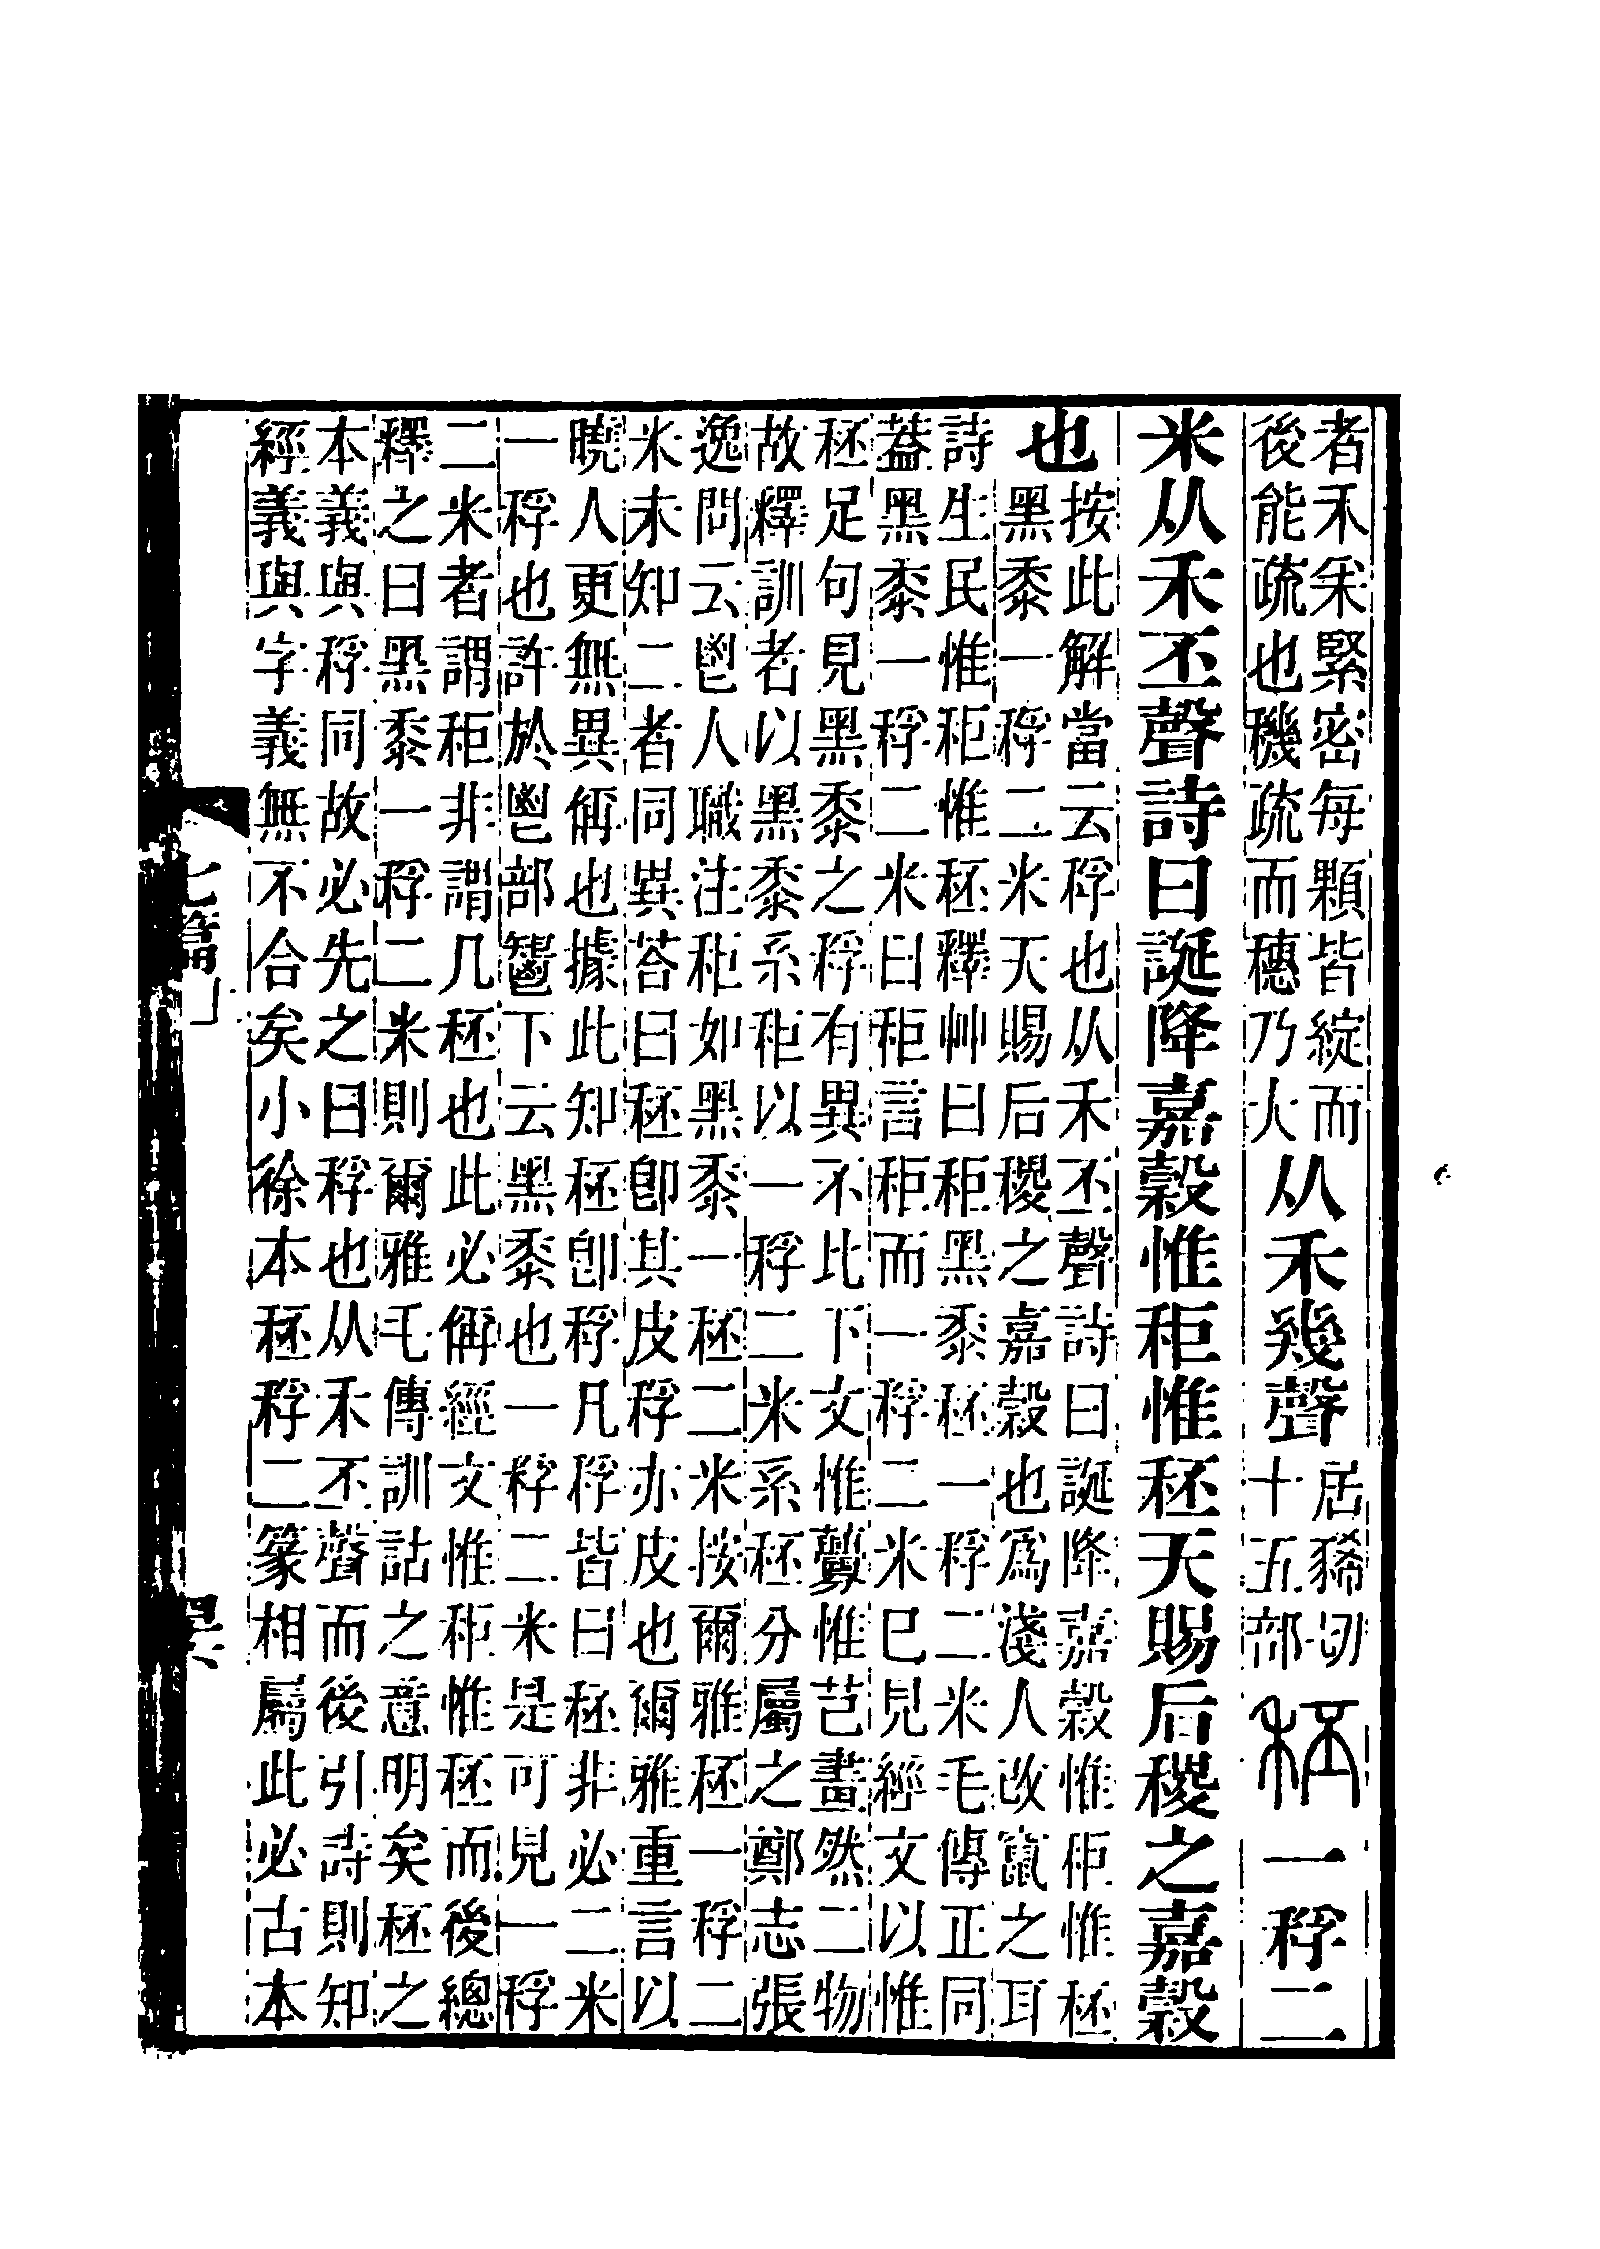 者禾采緊密每顆皆綻而
後能疏也穖疏而穗乃大
从禾幾聲
居豨切
十五部
秠
一稃二
米从禾丕聲詩曰誕降嘉穀惟秬惟秠天賜后稷之嘉穀
也
按此解當云稃也从禾丕聲詩曰誕降嘉穀惟秬惟秠
黑黍一稃二米天賜后稷之嘉穀也爲淺人改竄之耳
詩生民惟秬惟秠釋艸曰秬黑黍秠一稃二米毛傳正同
蓋黑黍一稃二米曰秬言秬而一稃二米已見經文以惟
秠足句見黑黍之稃有異不比下文惟虋惟芑畫然二物
故釋訓者以黑黍系秬以一稃二米系秠分屬之鄭志張
逸問云鬯人職注秬如黑黍一秠二米按爾雅秠一稃二
米未知二者同異荅曰秠卽其皮稃亦皮也爾雅重言以
曉人更無異偁也據此知秠卽稃凡稃皆曰秠非必二米
一稃也許於鬯部𩰪下云黑黍也一稃二米是可見一稃
二米者謂秬非謂凡秠也此必偁經文惟秬惟秠而後總
釋之曰黑黍一稃二米則爾雅毛傳訓詁之意明矣秠之
本義與稃同故必先之曰稃也从禾丕聲而後引詩則知
經義與字義無不合矣小徐本秠稃二篆相屬此必古本
七篇